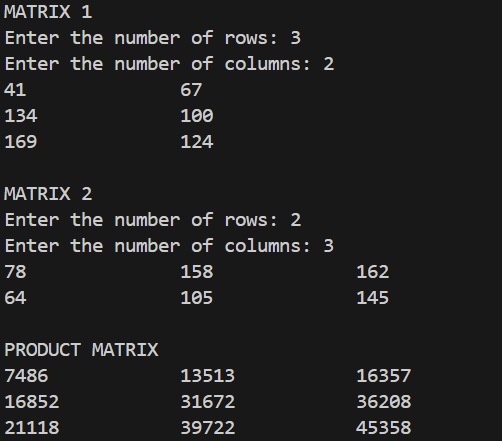 MATRIX 1
Enter the number of rows: 3
Enter the number of columns: 2
41 67
134 100
169 124
MATRIX 2
Enter the number of rows: 2
Enter the number of columns: 3
78 158 162
64 105 145
PRODUCT MATRIX
7486 13513 16357
16852 31672 36208
21118 39722 45358